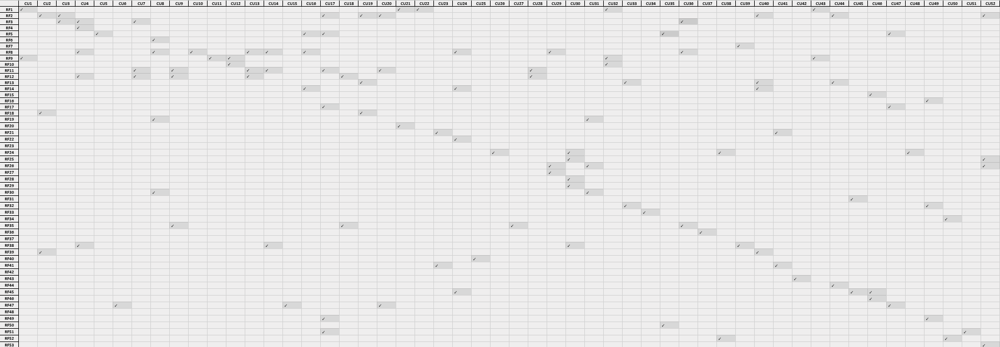 CU1 CU2 CU3 CU4 CU5 CU6 CU7 CU8 CU9 CU10 CU11 CU12 CU13 CU14 CU15 CU16 CU17 CU18 CU19 CU20 CU21 CU22 CU23 CU24 CU25 CU26 CU27 CU28 CU29 CU30 CU31 CU32 CU33 CU34 CU35 CU36 CU37 CU38 CU39 CU40 CU41 CU42 CU43 CU44 CU45 CU46 CU47 CU48 CU49 CU50 CU51 CU52
RF1 ✓ ✓ ✓ ✓ ✓
RF2 ✓ ✓ ✓ ✓ ✓ ✓ ✓ ✓
RF3 ✓ ✓ ✓ ✓
RF4 ✓
RF5 ✓ ✓ ✓ ✓ ✓
RF6 ✓
RF7 ✓
RF8 ✓ ✓ ✓ ✓ ✓ ✓ ✓ ✓ ✓
RF9 ✓ ✓ ✓ ✓ ✓
RF10 ✓ ✓
RF11 ✓ ✓ ✓ ✓ ✓ ✓ ✓
RF12 ✓ ✓ ✓ ✓ ✓ ✓
RF13 ✓ ✓ ✓ ✓
RF14 ✓ ✓ ✓
RF15 ✓
RF16 ✓
RF17 ✓ ✓
RF18 ✓ ✓
RF19 ✓ ✓
RF20 ✓
RF21 ✓ ✓
RF22 ✓
RF23
RF24 ✓ ✓ ✓ ✓
RF25 ✓ ✓
RF26 ✓ ✓ ✓
RF27 ✓
RF28 ✓
RF29 ✓
RF30 ✓ ✓
RF31 ✓
RF32 ✓ ✓
RF33 ✓
RF34 ✓
RF35 ✓ ✓ ✓ ✓
RF36 ✓
RF37
RF38 ✓ ✓ ✓ ✓
RF39 ✓ ✓
RF40 ✓
RF41 ✓ ✓
RF42
RF43 ✓
RF44 ✓
RF45 ✓ ✓ ✓
RF46 ✓
RF47 ✓ ✓ ✓ ✓
RF48
RF49 ✓ ✓
RF50 ✓
RF51 ✓ ✓
RF52 ✓ ✓
RF53 ✓